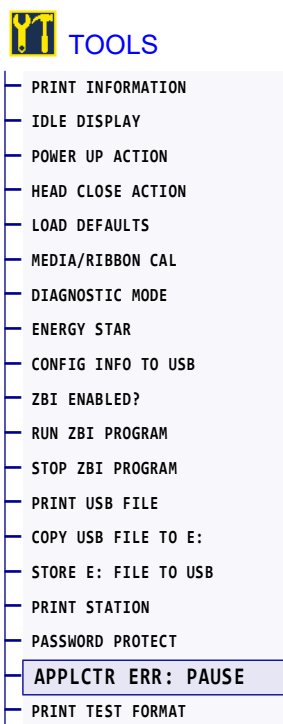 TOOLS
PRINT INFORMATION
IDLE DISPLAY
POWER UP ACTION
HEAD CLOSE ACTION
LOAD DEFAULTS
MEDIA/RIBBON CAL
DIAGNOSTIC MODE
ENERGY STAR
CONFIG INFO TO USB
ZBI ENABLED?
RUN ZBI PROGRAM
STOP ZBI PROGRAM
PRINT USB FILE
COPY USB FILE TO E:
STORE E: FILE TO USB
PRINT STATION
PASSWORD PROTECT
APPLCTR ERR: PAUSE
PRINT TEST FORMAT